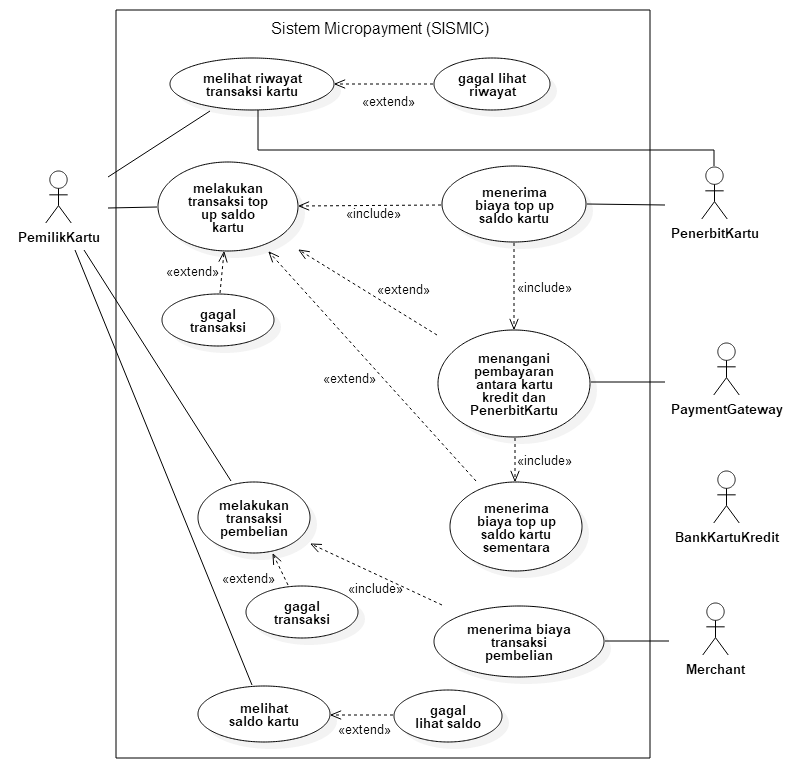 Sistem Micropayment (SISMIC)
melihat riwayat
transaksi kartu
«extend»
gagal lihat
riwayat
PemilikKartu
melakukan
transaksi top
up saldo
kartu
«include»
menerima
biaya top up
saldo kartu
PenerbitKartu
«extend»
gagal
transaksi
«extend»
«include»
«extend»
menangani
pembayaran
antara kartu
kredit dan
PenerbitKartu
PaymentGateway
«include»
melakukan
transaksi
pembelian
menerima
biaya top up
saldo kartu
sementara
BankKartuKredit
«extend»
«include»
gagal
transaksi
menerima biaya
transaksi
pembelian
Merchant
melihat
saldo kartu
«extend»
gagal
lihat saldo